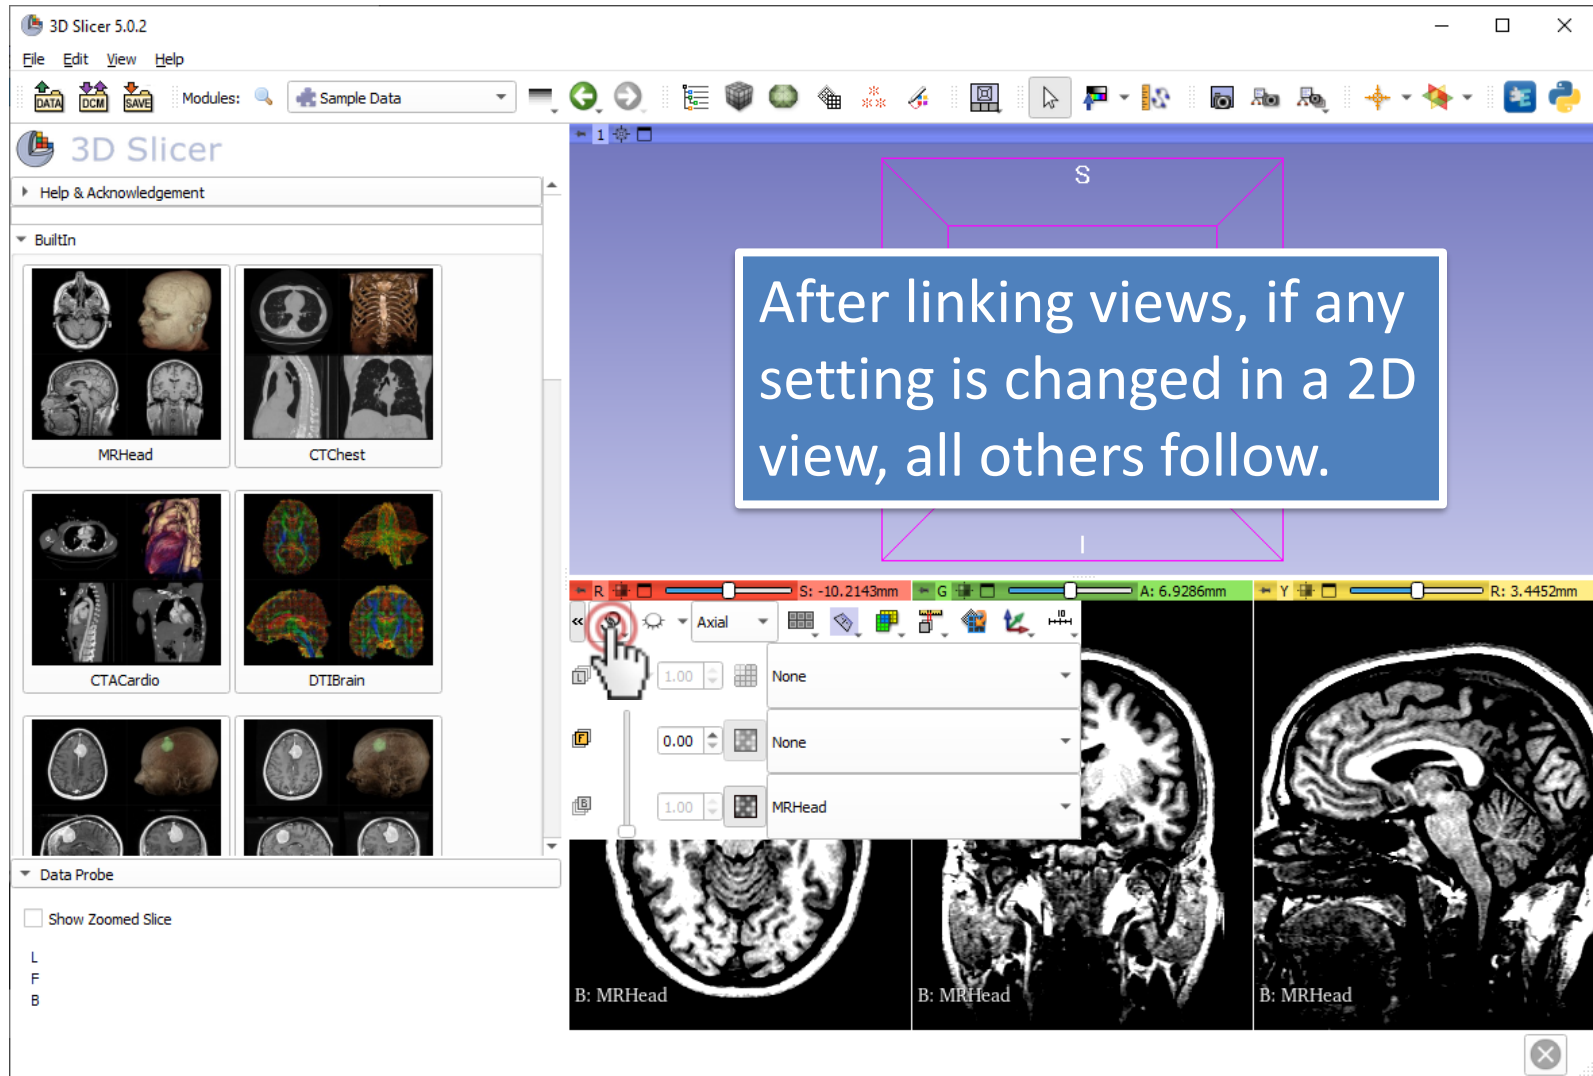 3D Slicer 5.0.2
File Edit View Help
DATA DCM SAVE Modules: Sample Data
3D Slicer
Help & Acknowledgement
BuiltIn
MRHead CTChest
CTACardio DTIBrain
Data Probe
Show Zoomed Slice
L
F
B
1
S
After linking views, if any
setting is changed in a 2D
view, all others follow.
I
R S: -10.2143mm G A: 6.9286mm Y R: 3.4452mm
Axial 10
L 1.00 None
F 0.00 None
B 1.00 MRHead
B: MRHead B: MRHead B: MRHead